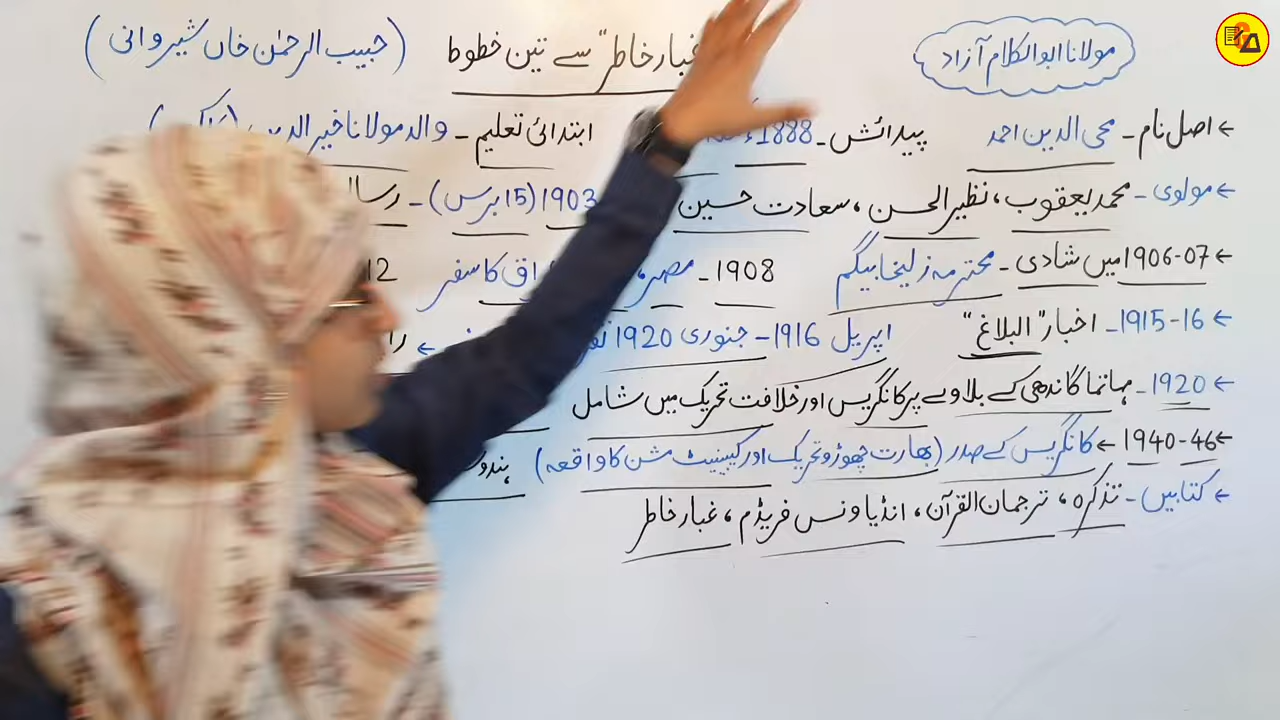 مولانا ابوالکلام آزاد
غبار خاطر" سے تین خطوط (حبیب الرحمٰن خاں شیروانی)
← اصل نام - محی الدین احمد پیدائش - 1888ء ابتدائی تعلیم - والد مولانا خیر الدین
← مولوی - محمد یعقوب، نظیر الحسن، سعادت حسین 1903 (15 برس) -
← 1906-07 میں شادی - محترمہ زلیخا بیگم 1908 - مصر، کا سفر
← 1915-16 - اخبار "البلاغ" اپریل 1916 - جنوری 1920
← 1920 - مہاتما گاندھی کے بلاوے پر کانگریس اور خلافت تحریک میں شامل
← 1940-46 ← کانگریس کے صدر (بھارت چھوڑو تحریک اور کیبینیٹ مشن کا واقعہ)
← کتابیں - تذکرہ، ترجمان القرآن، انڈیا ونس فریڈم، غبار خاطر